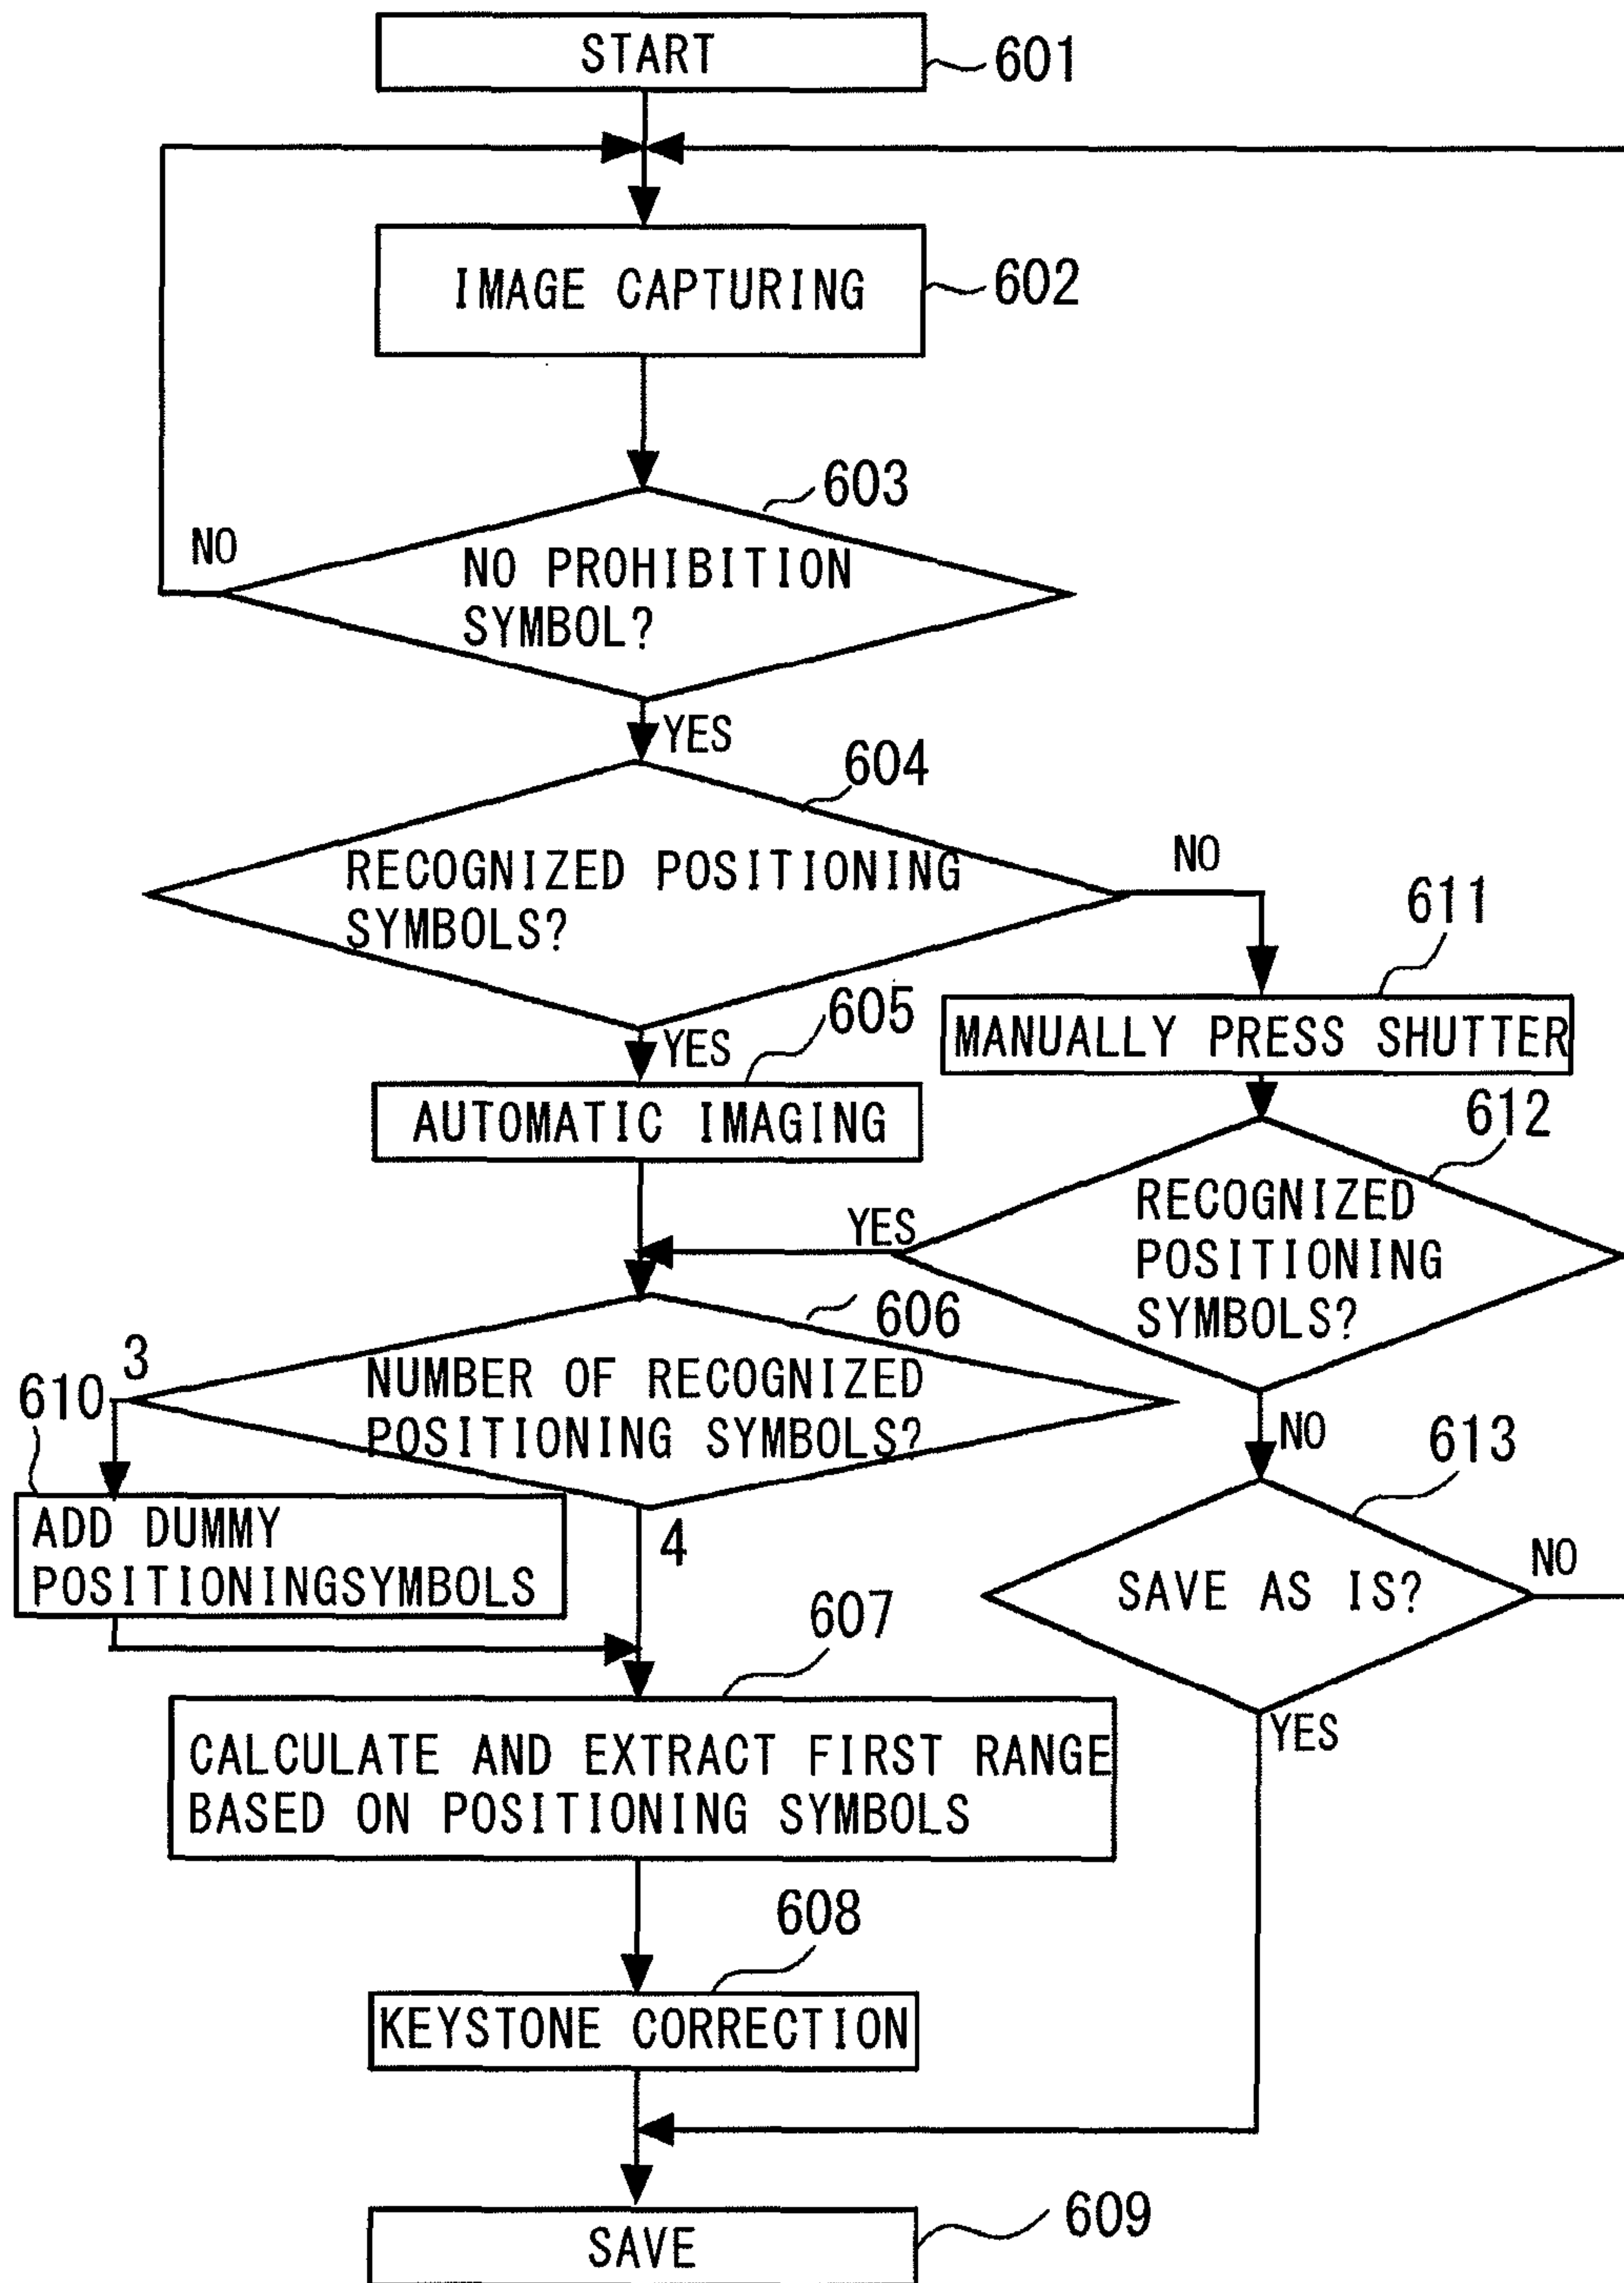 START
601
IMAGE CAPTURING
602
603
NO
NO PROHIBITION
SYMBOL?
YES
604
RECOGNIZED POSITIONING
SYMBOLS?
NO
611
605
YES
MANUALLY PRESS SHUTTER
AUTOMATIC IMAGING
612
YES
RECOGNIZED
POSITIONING
SYMBOLS?
606
3
610
NUMBER OF RECOGNIZED
POSITIONING SYMBOLS?
NO
613
ADD DUMMY
POSITIONINGSYMBOLS
4
SAVE AS IS?
NO
607
YES
CALCULATE AND EXTRACT FIRST RANGE
BASED ON POSITIONING SYMBOLS
608
KEYSTONE CORRECTION
609
SAVE